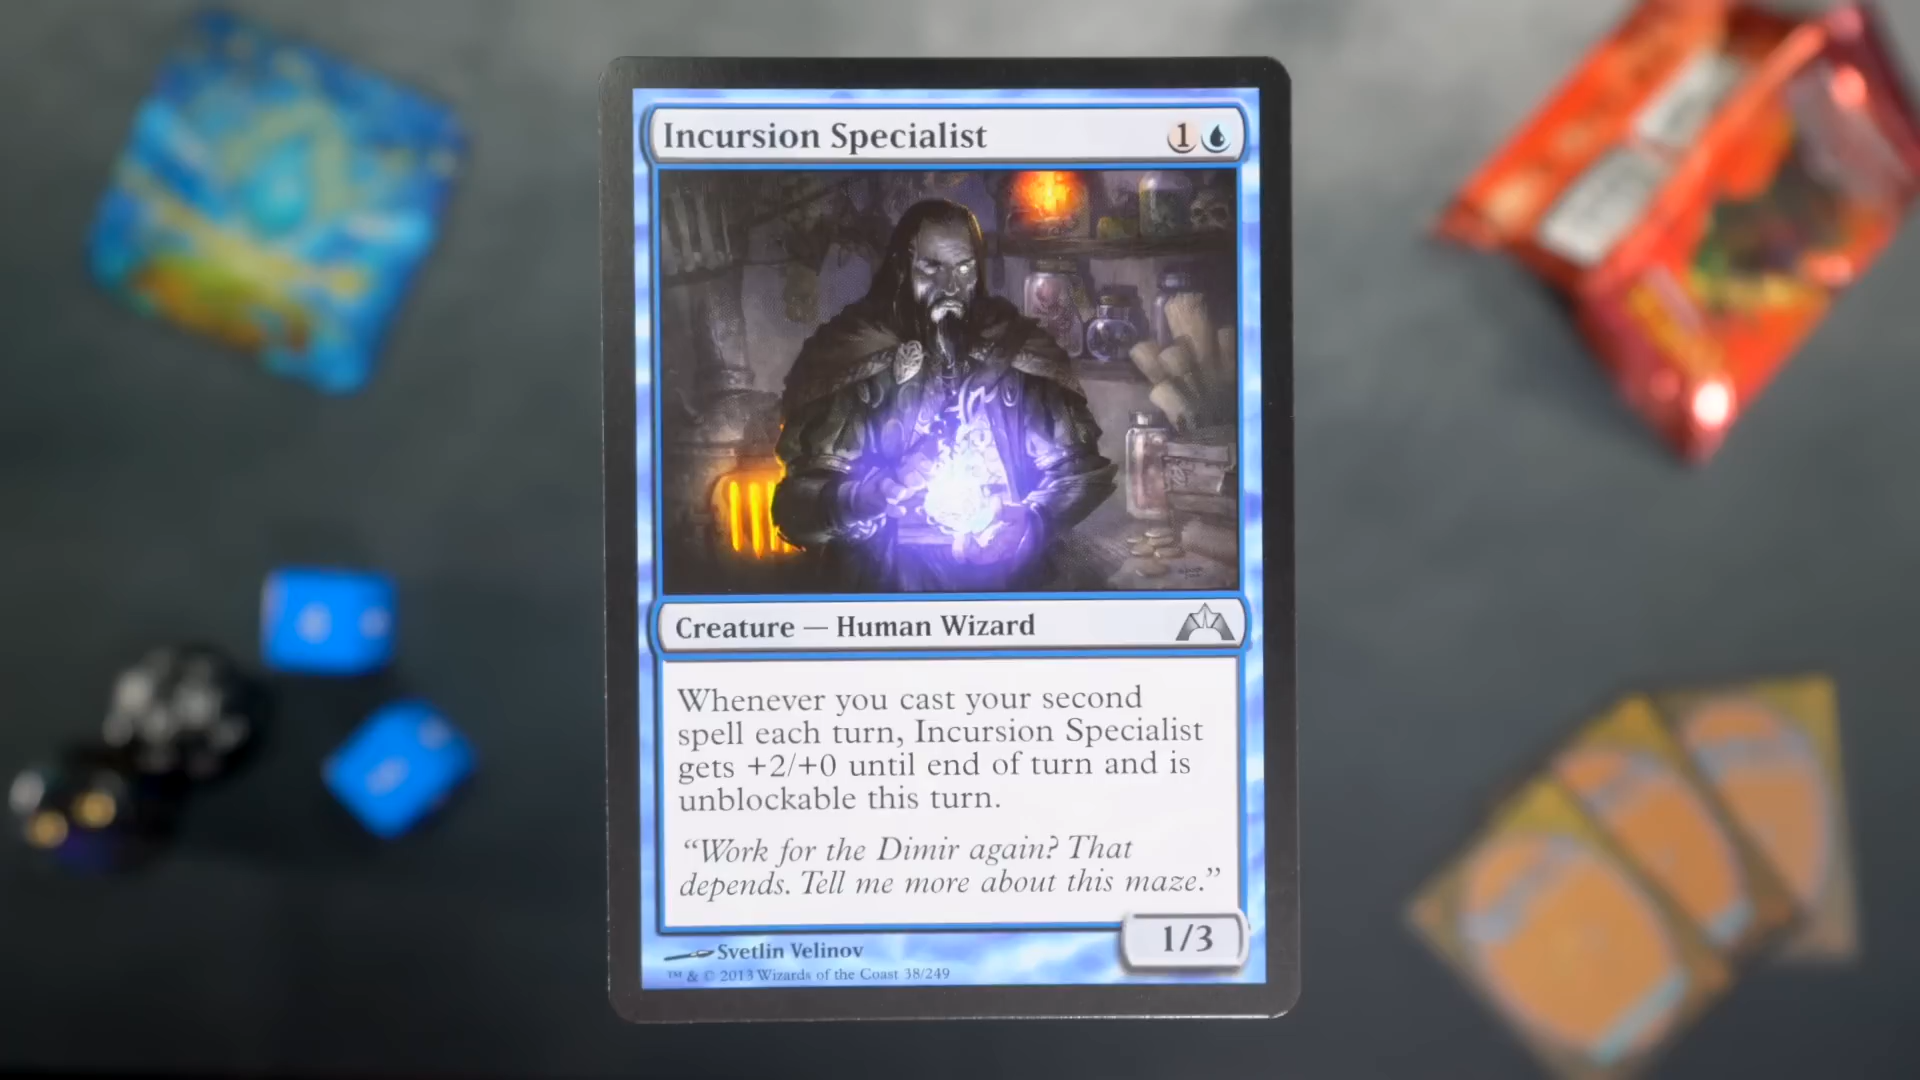 Incursion Specialist 1
Creature — Human Wizard
Whenever you cast your second
spell each turn, Incursion Specialist
gets +2/+0 until end of turn and is
unblockable this turn.
“Work for the Dimir again? That
depends. Tell me more about this maze.”
1/3
Svetlin Velinov
™ & © 2013 Wizards of the Coast 38/249